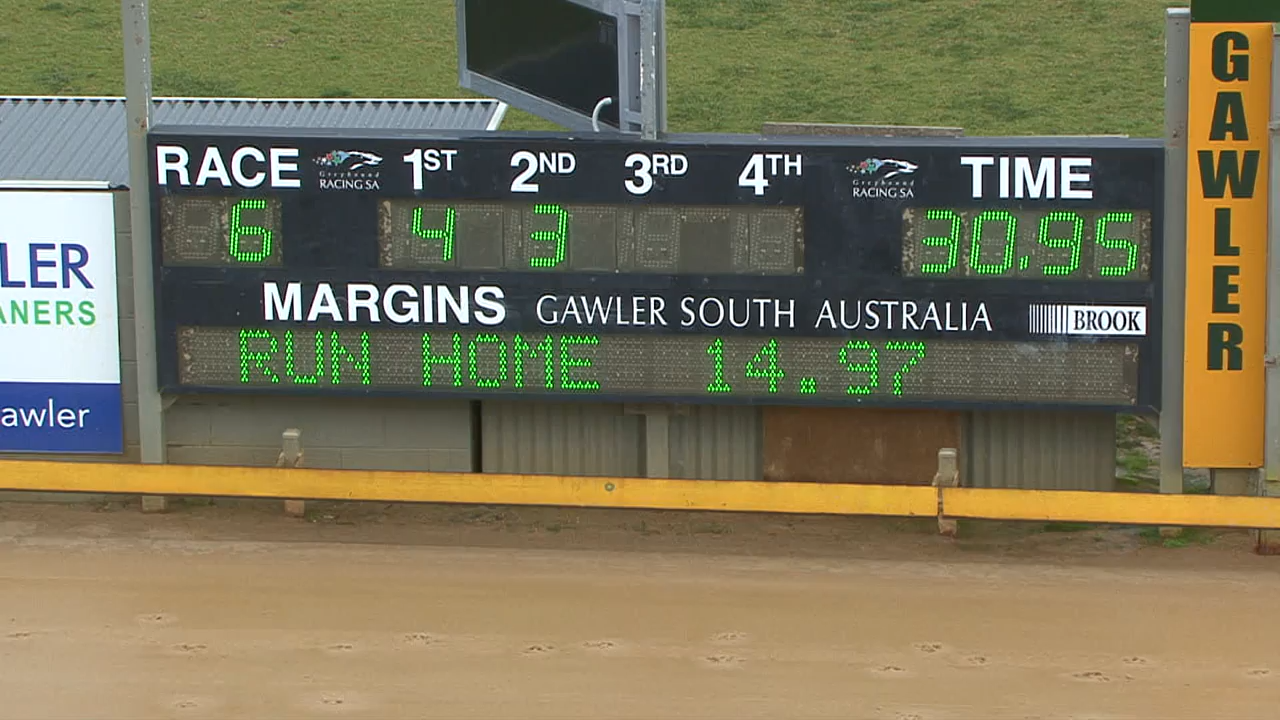 RACE Greyhound RACING SA 1ST 2ND 3RD 4TH Greyhound RACING SA TIME
6 4 3 30.95
MARGINS GAWLER SOUTH AUSTRALIA BROOK
RUN HOME 14.97
GAWLER
LER
ANERS
awler